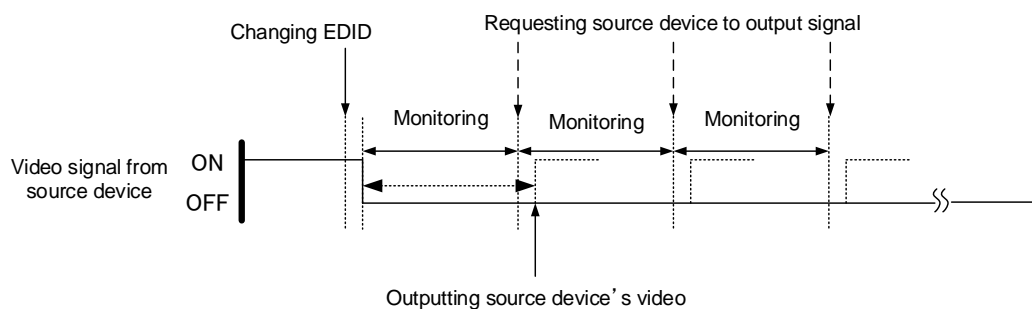 Changing EDID
Requesting source device to output signal
Monitoring
Monitoring
Monitoring
Video signal from
source device
ON
OFF
Outputting source device’s video